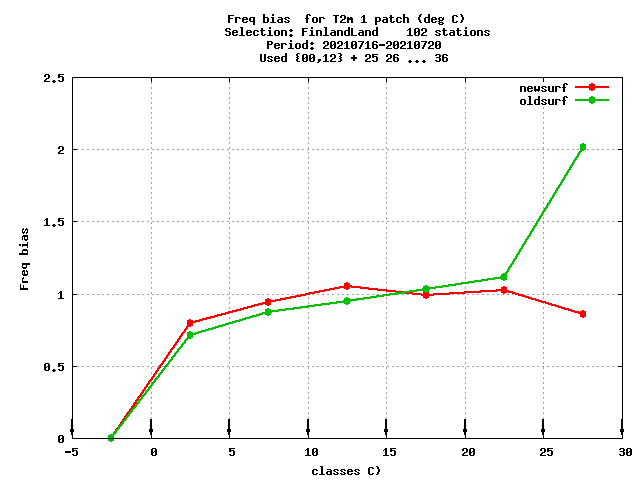 Freq bias  for T2m 1 patch (deg C)
Selection: FinlandLand    102 stations
Period: 20210716-20210720
Used {00,12} + 25 26 ... 36
newsurf
oldsurf
Freq bias
2.5
2
1.5
1
0.5
0
-5 0 5 10 15 20 25 30
classes C)